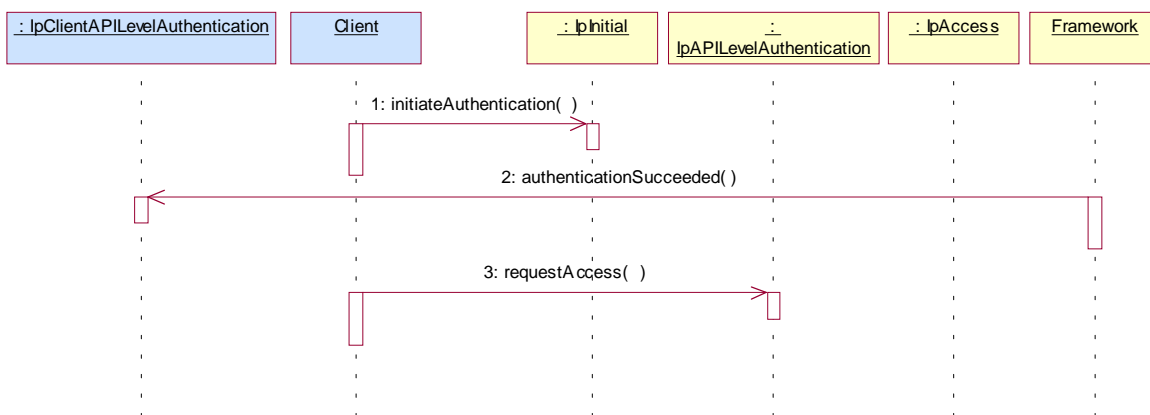 : IpClientAPILevelAuthentication
Client
: IpInitial
:
IpAPILevelAuthentication
: IpAccess
Framework
1: initiateAuthentication( )
2: authenticationSucceeded( )
3: requestAccess( )